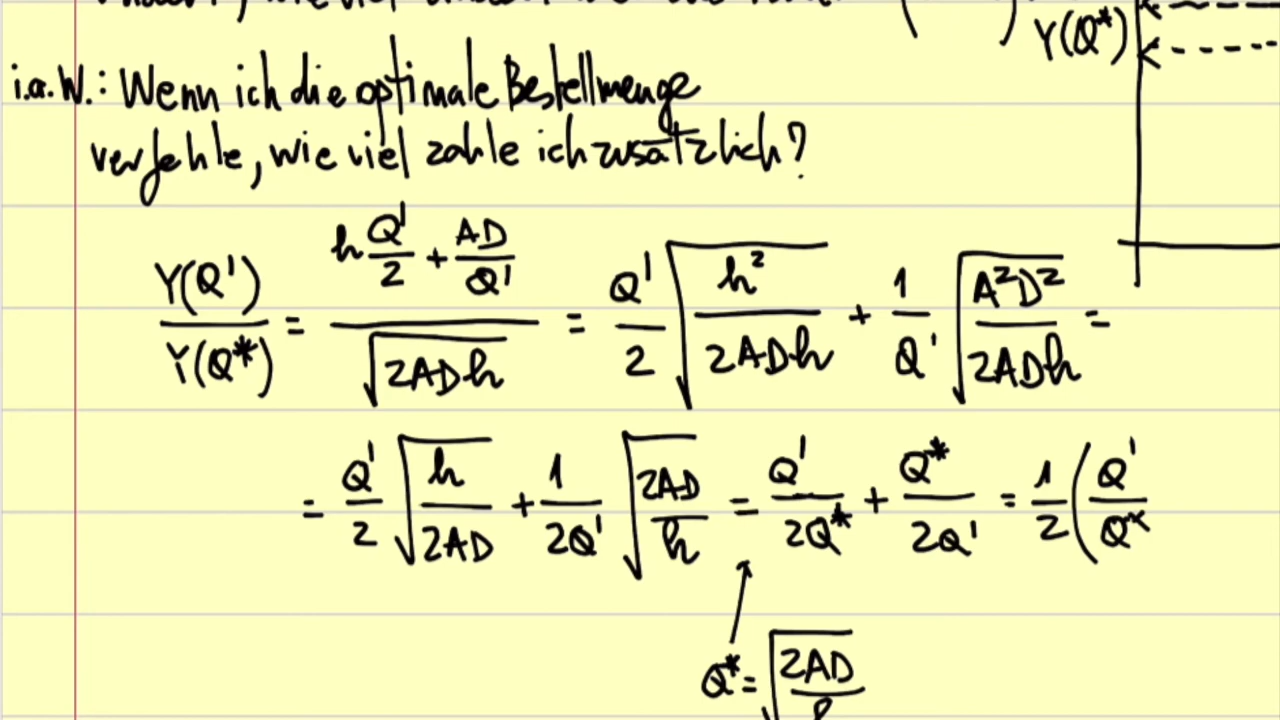 Y(Q*)
i.a.W.: Wenn ich die optimale Bestellmenge
verfehle, wie viel zahle ich zusätzlich?
Y(Q')/Y(Q*) = (h Q'/2 + AD/Q')/√(2ADh) = Q'/2 √(h²/2ADh) + 1/Q' √(A²D²/2ADh) =
= Q'/2 √(h/2AD) + 1/2Q' √(2AD/h) = Q'/2Q* + Q*/2Q' = 1/2 (Q'/Q*
Q* = √(2AD/